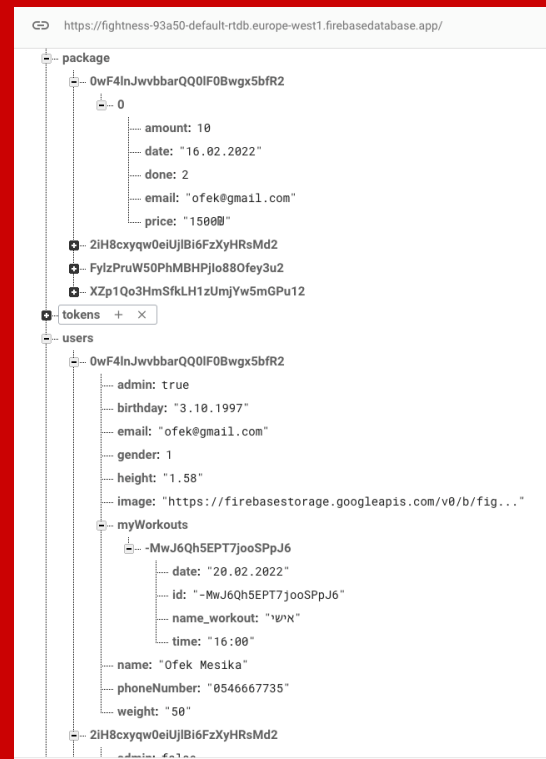 https://fightness-93a50-default-rtdb.europe-west1.firebasedatabase.app/
package
0wF4lnJwvbbarQQ0lF0Bwgx5bfR2
0
amount: 10
date: "16.02.2022"
done: 2
email: "ofek@gmail.com"
price: "1500₪"
2iH8cxyqw0eiUjlBi6FzXyHRsMd2
FylzPruW50PhMBHPjlo88Ofey3u2
XZp1Qo3HmSfkLH1zUmjYw5mGPu12
tokens + ×
users
0wF4lnJwvbbarQQ0lF0Bwgx5bfR2
admin: true
birthday: "3.10.1997"
email: "ofek@gmail.com"
gender: 1
height: "1.58"
image: "https://firebasestorage.googleapis.com/v0/b/fig..."
myWorkouts
-MwJ6Qh5EPT7jooSPpJ6
date: "20.02.2022"
id: "-MwJ6Qh5EPT7jooSPpJ6"
name_workout: "אישי"
time: "16:00"
name: "Ofek Mesika"
phoneNumber: "0546667735"
weight: "50"
2iH8cxyqw0eiUjlBi6FzXyHRsMd2
admin: false